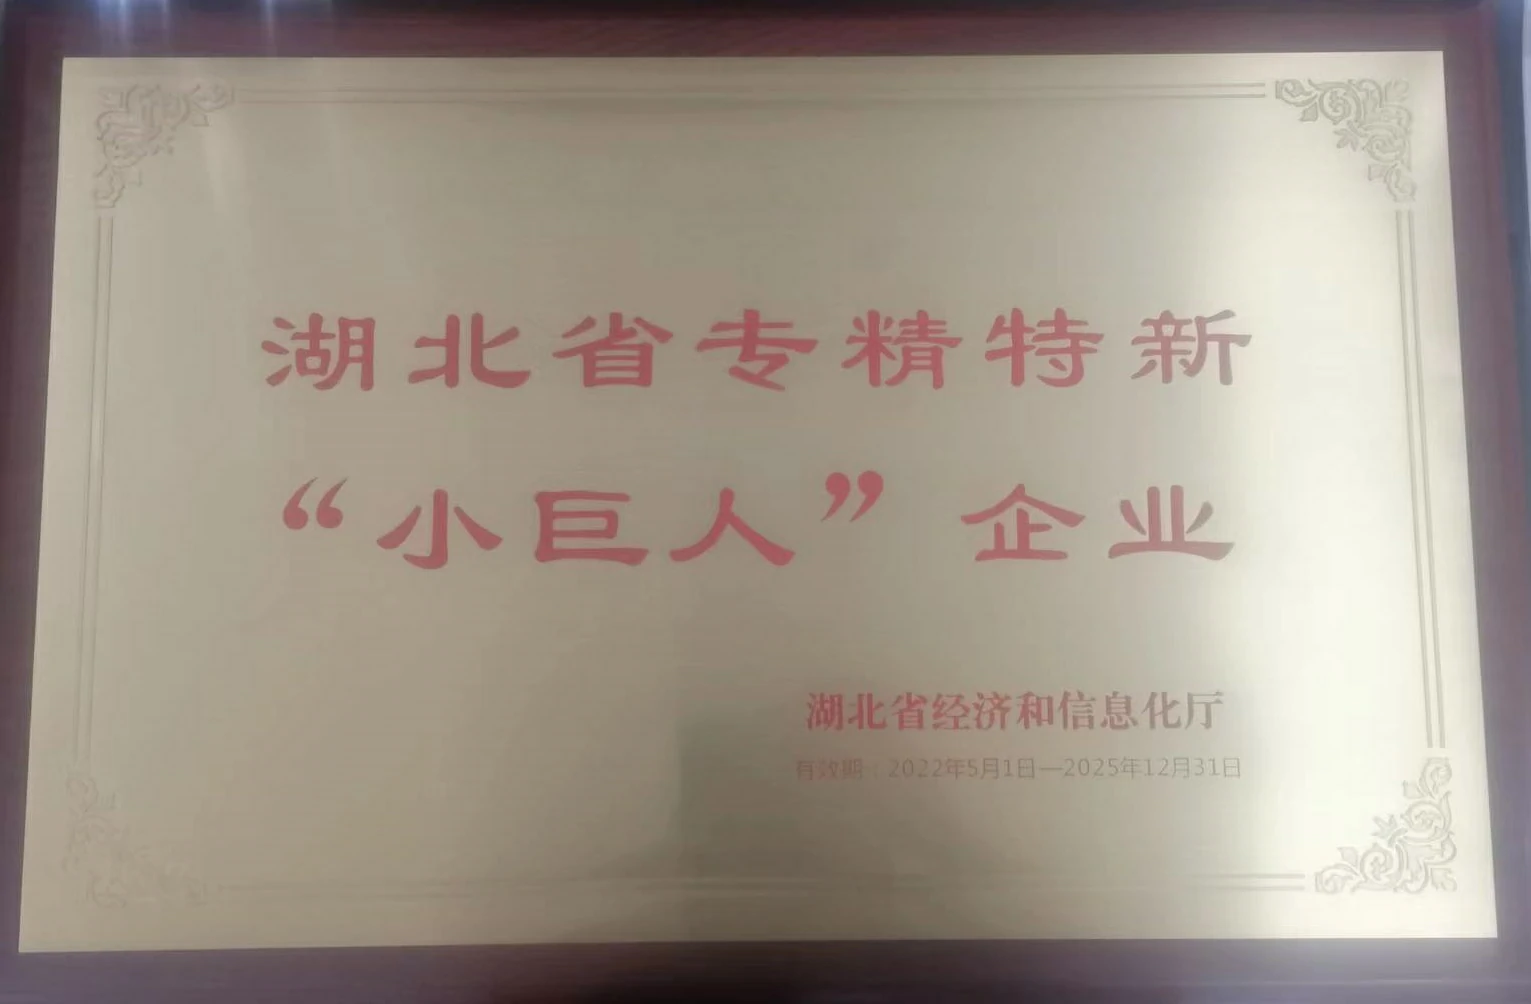 湖北省专精特新
“小巨人”企业
湖北省经济和信息化厅
有效期：2022年5月1日—2025年12月31日